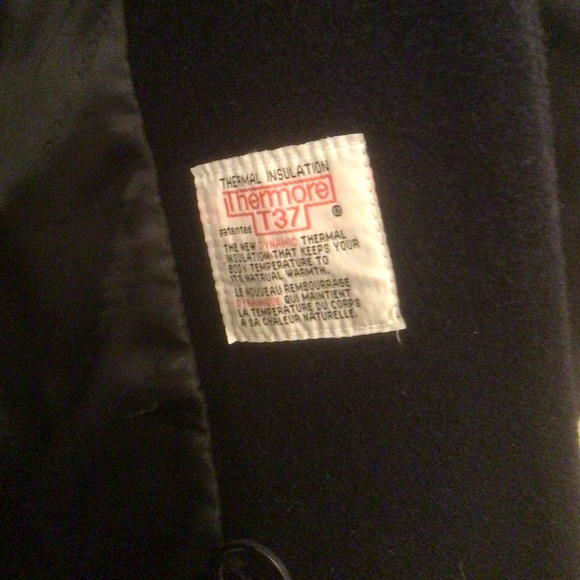 THERMAL INSULATION
Thermore
T37 ®
Patented
THE NEW DYNAMIC THERMAL
INSULATION THAT KEEPS YOUR
BODY TEMPERATURE TO
ITS NATRUAL WARMTH.
LE NOUVEAU REMBOURRAGE
DYNAMIQUE QUI MAINTIENT
LA TEMPERATURE DU CORPS
A SA CHALEUR NATURELLE.